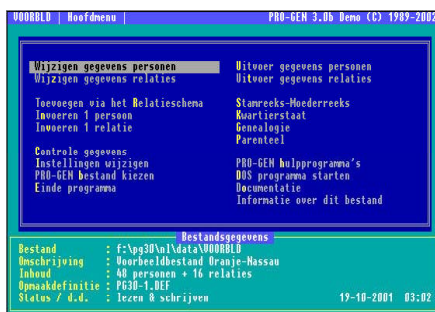 VOORBLD | Hoofdmenu | PRO-GEN 3.0b Demo (C) 1989-2002
Wijzigen gegevens personen
Wijzigen gegevens relaties
Toevoegen via het Relatieschema
Invoeren 1 persoon
Invoeren 1 relatie
Controle gegevens
Instellingen wijzigen
PRO-GEN bestand kiezen
Einde programma
Uitvoer gegevens personen
Uitvoer gegevens relaties
Stamreeks-Moederreeks
Kwartierstaat
Genealogie
Parenteel
PRO-GEN hulpprogramma's
DOS programma starten
Documentatie
Informatie over dit bestand
Bestandsgegevens
Bestand : f:\pg30\nl\data\VOORBLD
Omschrijving : Voorbeeldbestand Oranje-Nassau
Inhoud : 48 personen + 16 relaties
Opmaakdefinitie : PG30-1.DEF
Status / d.d. : lezen & schrijven 19-10-2001 03:02